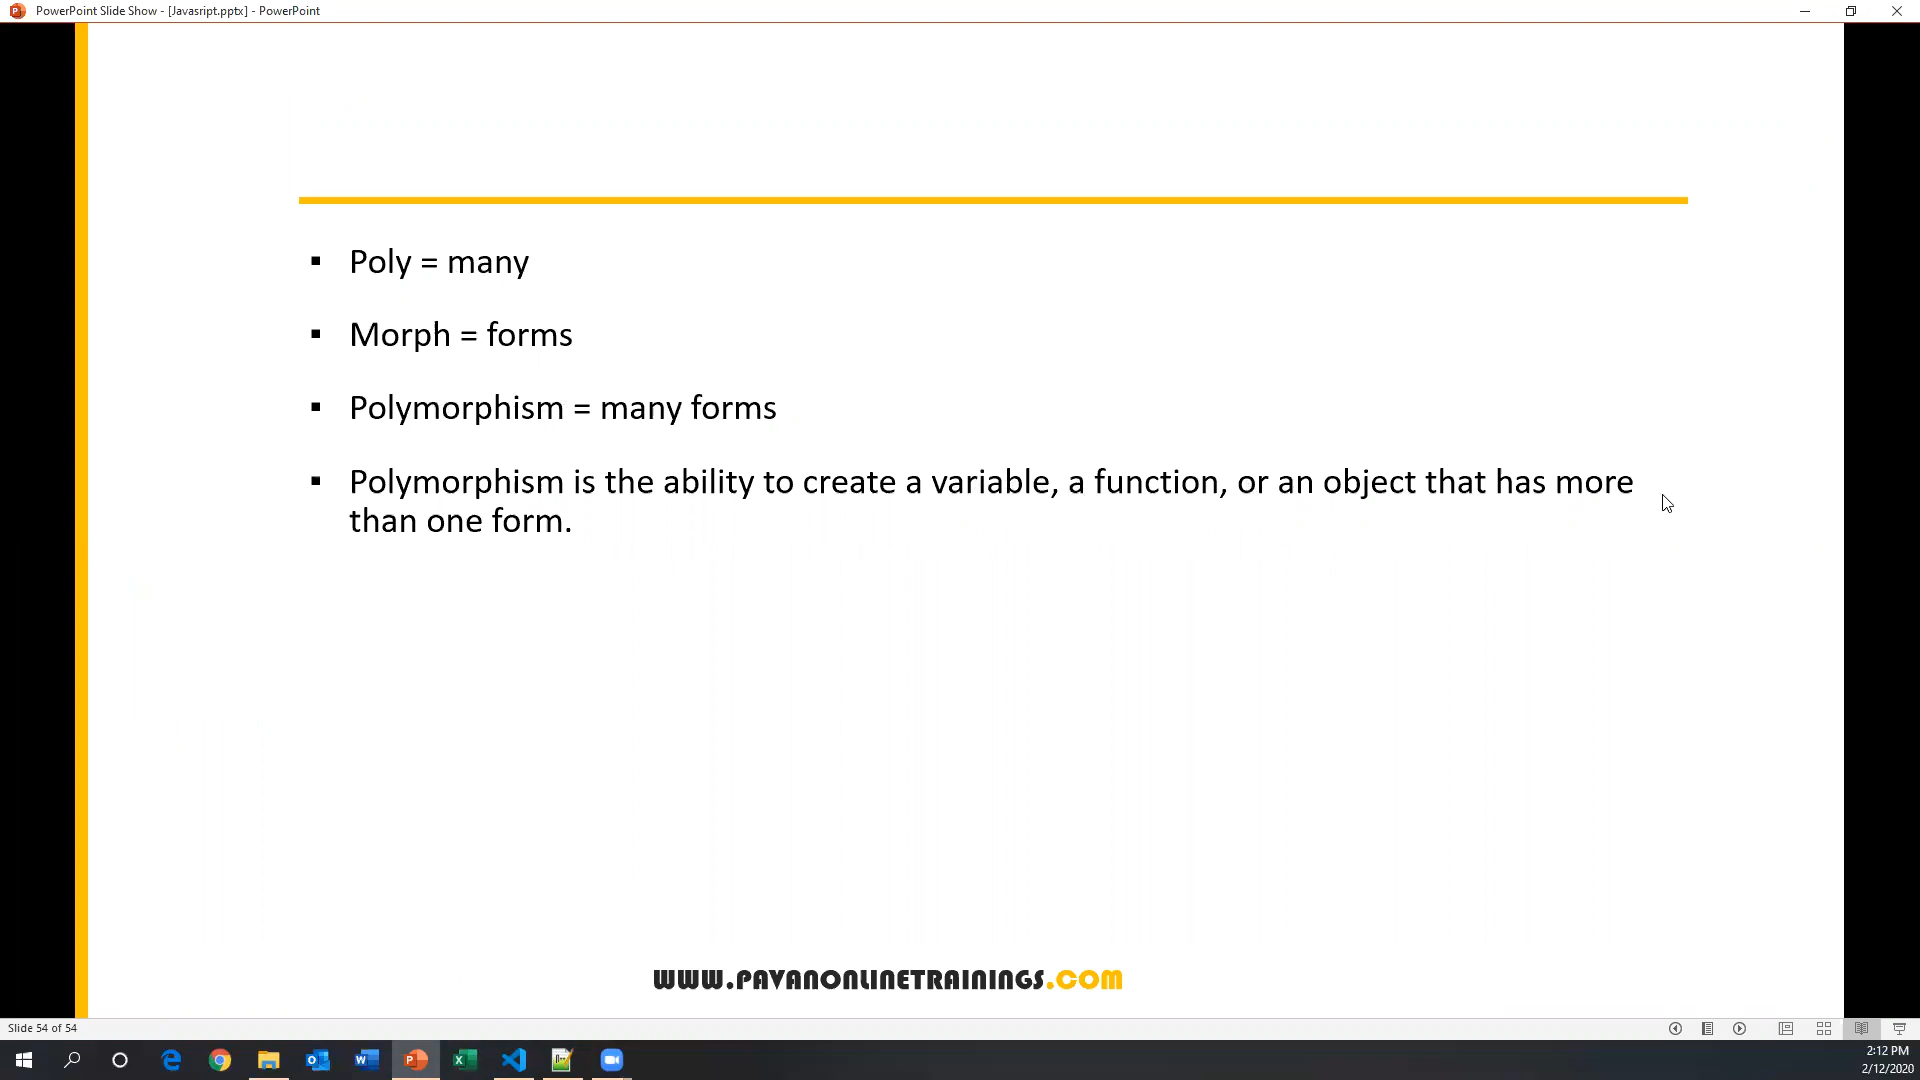 PowerPoint Slide Show - [Javasript.pptx] - PowerPoint
▪ Poly = many
▪ Morph = forms
▪ Polymorphism = many forms
▪ Polymorphism is the ability to create a variable, a function, or an object that has more
than one form.
WWW.PAVANONLINETRAININGS.COM
Slide 54 of 54
2:12 PM
2/12/2020